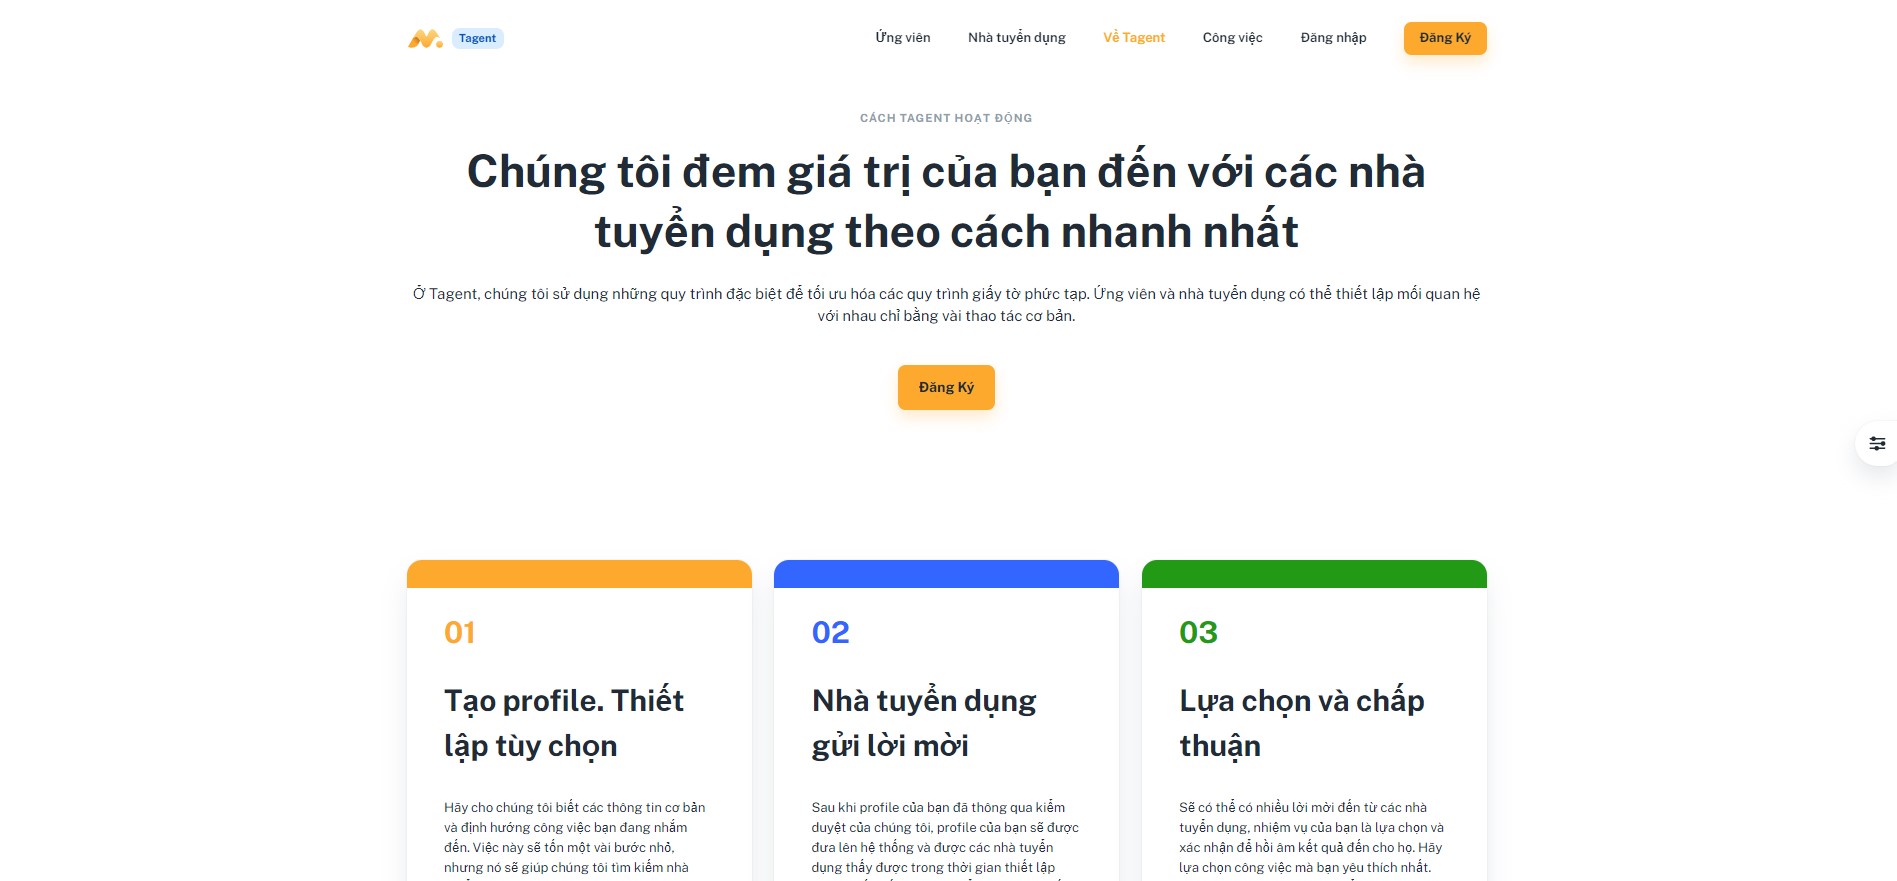 Tagent
Ứng viên
Nhà tuyển dụng
Về Tagent
Công việc
Đăng nhập
Đăng Ký
CÁCH TAGENT HOẠT ĐỘNG
Chúng tôi đem giá trị của bạn đến với các nhà
tuyển dụng theo cách nhanh nhất
Ở Tagent, chúng tôi sử dụng những quy trình đặc biệt để tối ưu hóa các quy trình giấy tờ phức tạp. Ứng viên và nhà tuyển dụng có thể thiết lập mối quan hệ
với nhau chỉ bằng vài thao tác cơ bản.
Đăng Ký
01
Tạo profile. Thiết
lập tùy chọn
Hãy cho chúng tôi biết các thông tin cơ bản
và định hướng công việc bạn đang nhắm
đến. Việc này sẽ tốn một vài bước nhỏ,
nhưng nó sẽ giúp chúng tôi tìm kiếm nhà
02
Nhà tuyển dụng
gửi lời mời
Sau khi profile của bạn đã thông qua kiểm
duyệt của chúng tôi, profile của bạn sẽ được
đưa lên hệ thống và được các nhà tuyển
dụng thấy được trong thời gian thiết lập
03
Lựa chọn và chấp
thuận
Sẽ có thể có nhiều lời mời đến từ các nhà
tuyển dụng, nhiệm vụ của bạn là lựa chọn và
xác nhận để hồi âm kết quả đến cho họ. Hãy
lựa chọn công việc mà bạn yêu thích nhất.